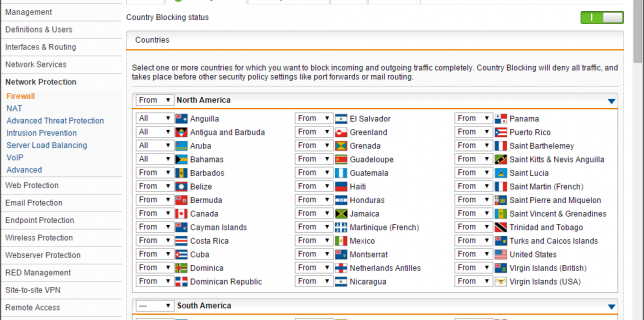 Management
Definitions & Users
Interfaces & Routing
Network Services
Network Protection
Firewall
NAT
Advanced Threat Protection
Intrusion Prevention
Server Load Balancing
VoIP
Advanced
Web Protection
Email Protection
Endpoint Protection
Wireless Protection
Webserver Protection
RED Management
Site-to-site VPN
Remote Access
Country Blocking status
Countries
Select one or more countries for which you want to block incoming and outgoing traffic completely. Country Blocking will deny all traffic, and
takes place before other security policy settings like port forwards or mail routing.
From North America
All Anguilla From El Salvador From Panama
All Antigua and Barbuda From Greenland From Puerto Rico
All Aruba From Grenada From Saint Barthelemey
All Bahamas From Guadeloupe From Saint Kitts & Nevis Anguilla
From Barbados From Guatemala From Saint Lucia
From Belize From Haiti From Saint Martin (French)
From Bermuda From Honduras From Saint Pierre and Miquelon
From Canada From Jamaica From Saint Vincent & Grenadines
From Cayman Islands From Martinique (French) From Trinidad and Tobago
From Costa Rica From Mexico From Turks and Caicos Islands
From Cuba From Montserrat From United States
From Dominica From Netherlands Antilles From Virgin Islands (British)
From Dominican Republic From Nicaragua From Virgin Islands (USA)
--- South America